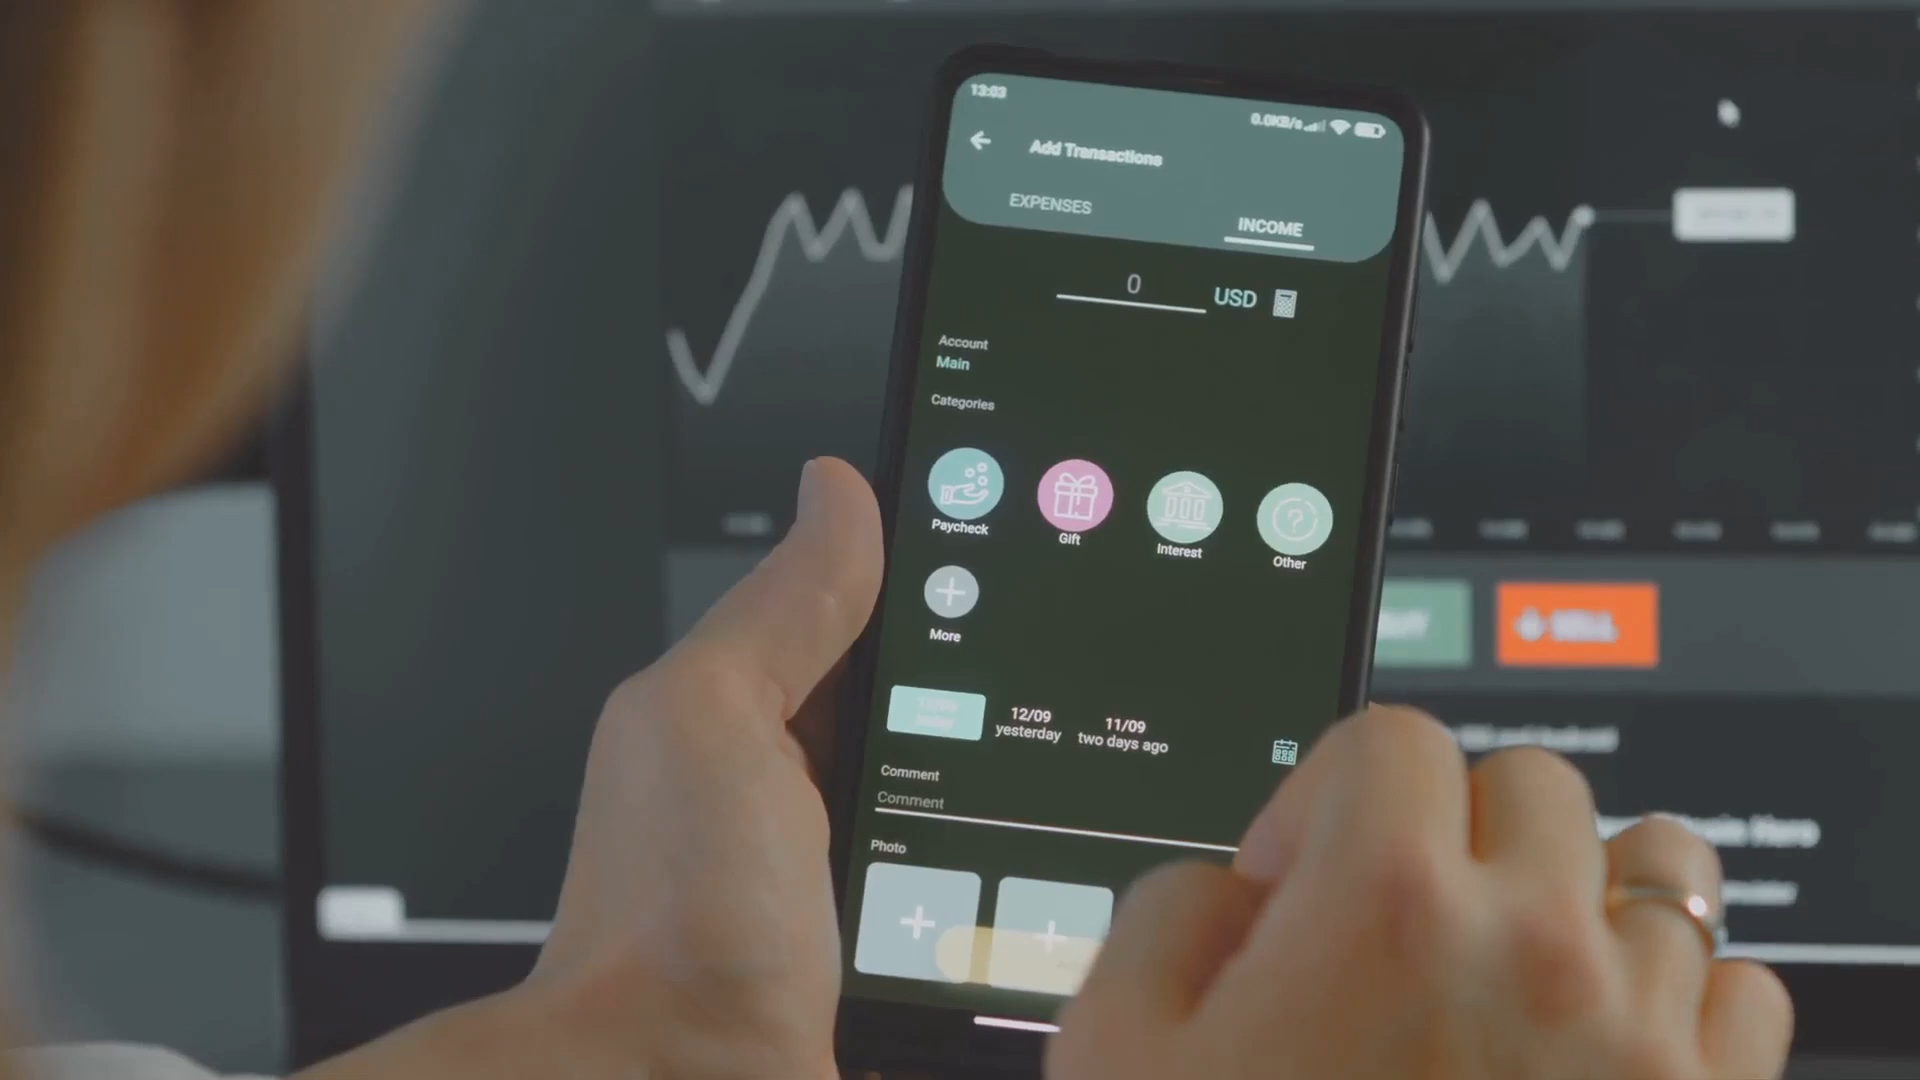 13:03
0.0KB/s
Add Transactions
EXPENSES
INCOME
0 USD
Account
Main
Categories
Paycheck
Gift
Interest
Other
More
12/09
yesterday
11/09
two days ago
Comment
Comment
Photo
SELL